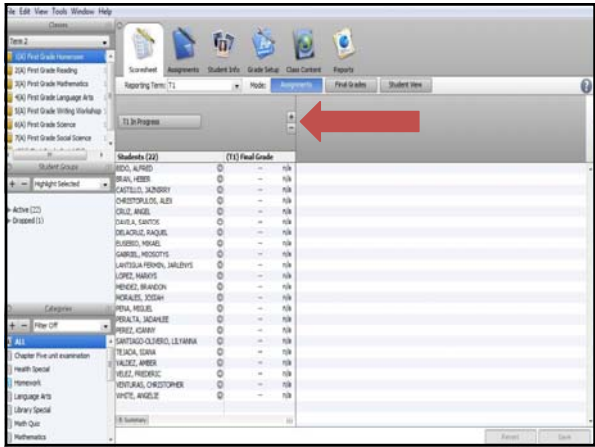 File Edit View Tools Window Help
Classes
Term 2
1(A) First Grade Homeroom
2(A) First Grade Reading
3(A) First Grade Mathematics
4(A) First Grade Language Arts
5(A) First Grade Writing Workshop
6(A) First Grade Science
7(A) First Grade Social Science
Student Groups
Highlight Selected
Active (22)
Dropped (1)
Categories
Filter Off
ALL
Chapter Five unit examination
Health Special
Homework
Language Arts
Library Special
Math Quiz
Mathematics
Scoresheet Assignments Student Info Grade Setup Class Content Reports
Reporting Term: T1 Mode: Assignments Final Grades Student View
T1 In Progress
Students (22) (T1) Final Grade
BIDO, ALFRED -- n/a
BRAN, HEBER -- n/a
CASTILLO, JAZNERRY -- n/a
CHRISTOPULOS, ALEX -- n/a
CRUZ, ANGEL -- n/a
DAVILA, SANTOS -- n/a
DELACRUZ, RAQUEL -- n/a
EUSEBIO, MIKAEL -- n/a
GABRIEL, MEOSOTYS -- n/a
LANTIGUA FERMIN, JARLENYS -- n/a
LOPEZ, MARKYS -- n/a
MENDEZ, BRANDON -- n/a
MORALES, JOSIAH -- n/a
PENA, MIGUEL -- n/a
PERALTA, JADAHLEE -- n/a
PEREZ, KIANNY -- n/a
SANTIAGO-OLIVERO, LILYANNA -- n/a
TEJADA, SIANA -- n/a
VALDEZ, AMBER -- n/a
VELEZ, FREDERIC -- n/a
VENTURAS, CHRISTOPHER -- n/a
WHITE, ANGELIE -- n/a
Summary
Revert Save